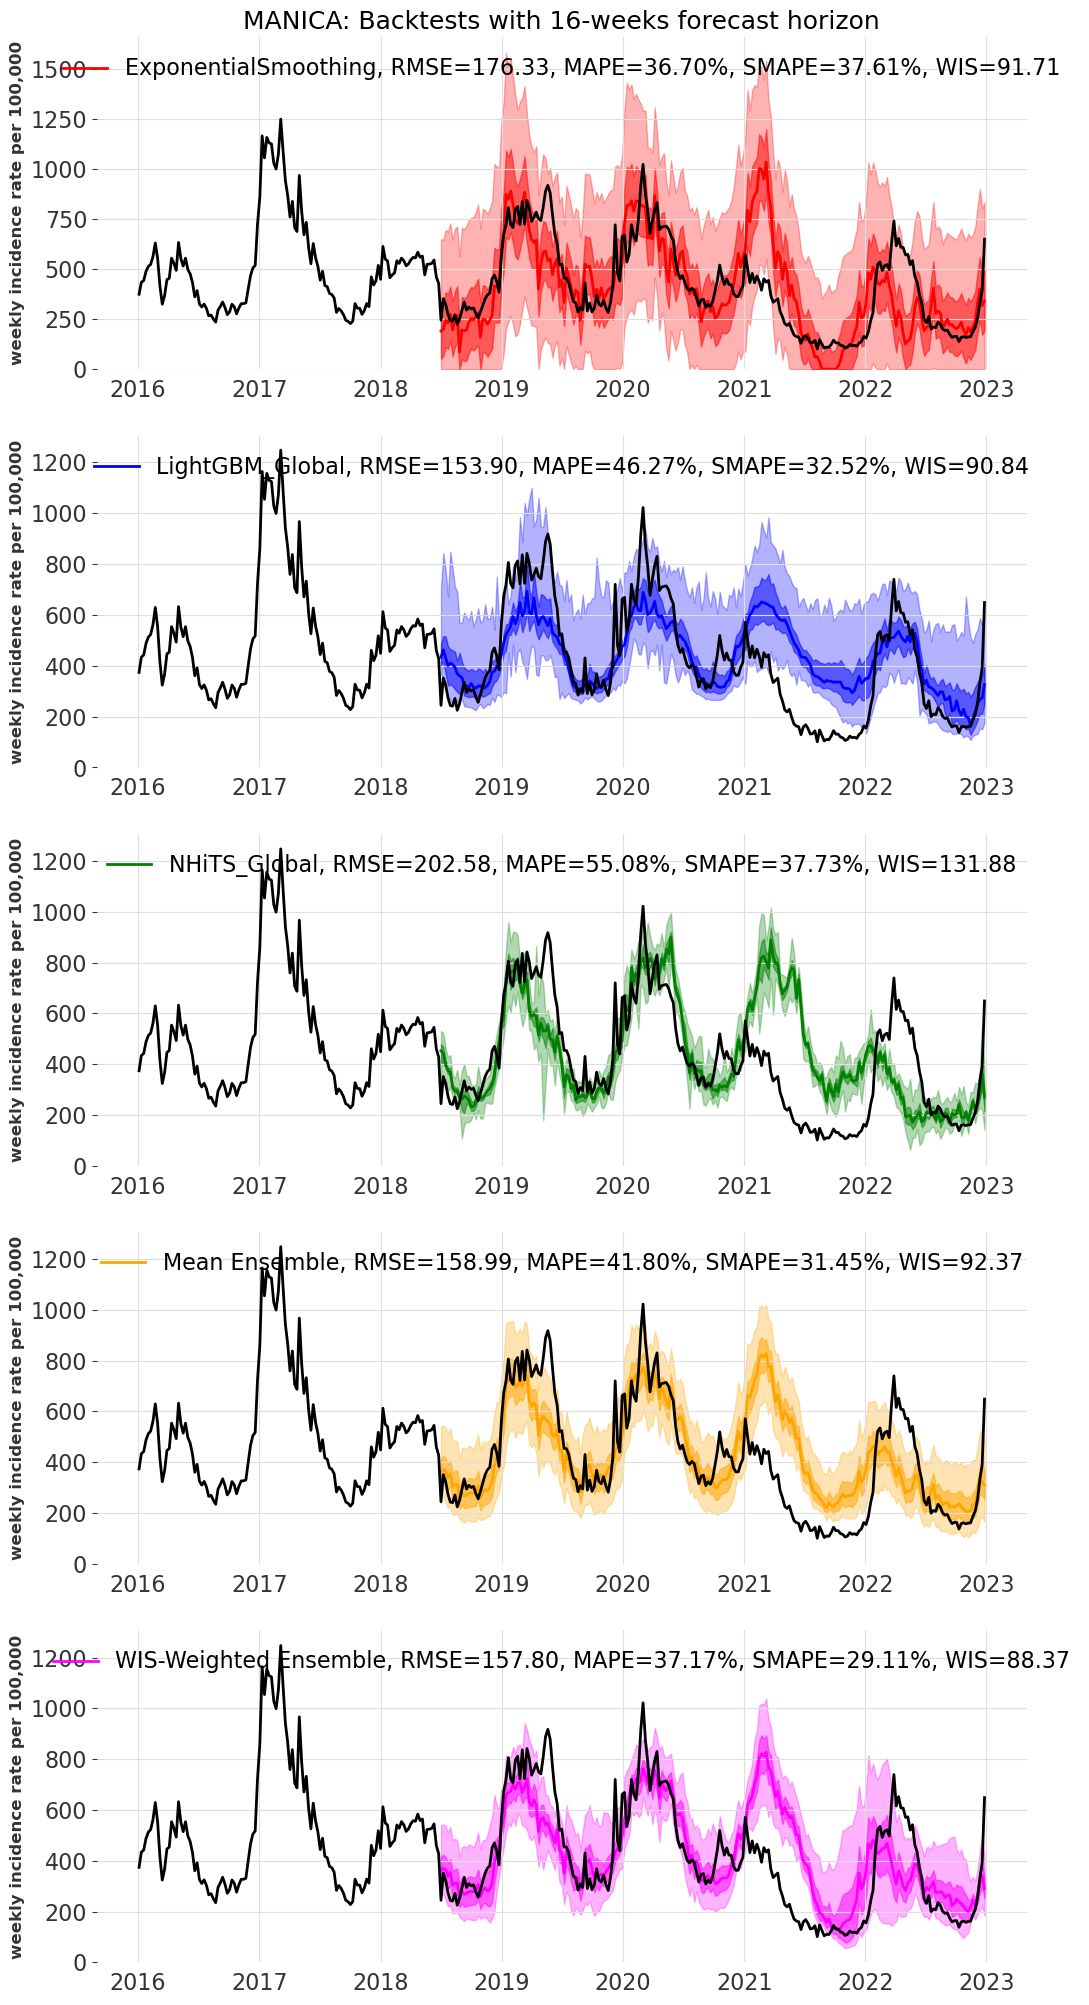 MANICA: Backtests with 16-weeks forecast horizon
ExponentialSmoothing, RMSE=176.33, MAPE=36.70%, SMAPE=37.61%, WIS=91.71
weekly incidence rate per 100,000
1500
1250
1000
750
500
250
0
2016 2017 2018 2019 2020 2021 2022 2023
LightGBM_Global, RMSE=153.90, MAPE=46.27%, SMAPE=32.52%, WIS=90.84
weekly incidence rate per 100,000
1200
1000
800
600
400
200
0
2016 2017 2018 2019 2020 2021 2022 2023
NHiTS_Global, RMSE=202.58, MAPE=55.08%, SMAPE=37.73%, WIS=131.88
weekly incidence rate per 100,000
1200
1000
800
600
400
200
0
2016 2017 2018 2019 2020 2021 2022 2023
Mean Ensemble, RMSE=158.99, MAPE=41.80%, SMAPE=31.45%, WIS=92.37
weekly incidence rate per 100,000
1200
1000
800
600
400
200
0
2016 2017 2018 2019 2020 2021 2022 2023
WIS-Weighted Ensemble, RMSE=157.80, MAPE=37.17%, SMAPE=29.11%, WIS=88.37
weekly incidence rate per 100,000
1200
1000
800
600
400
200
0
2016 2017 2018 2019 2020 2021 2022 2023